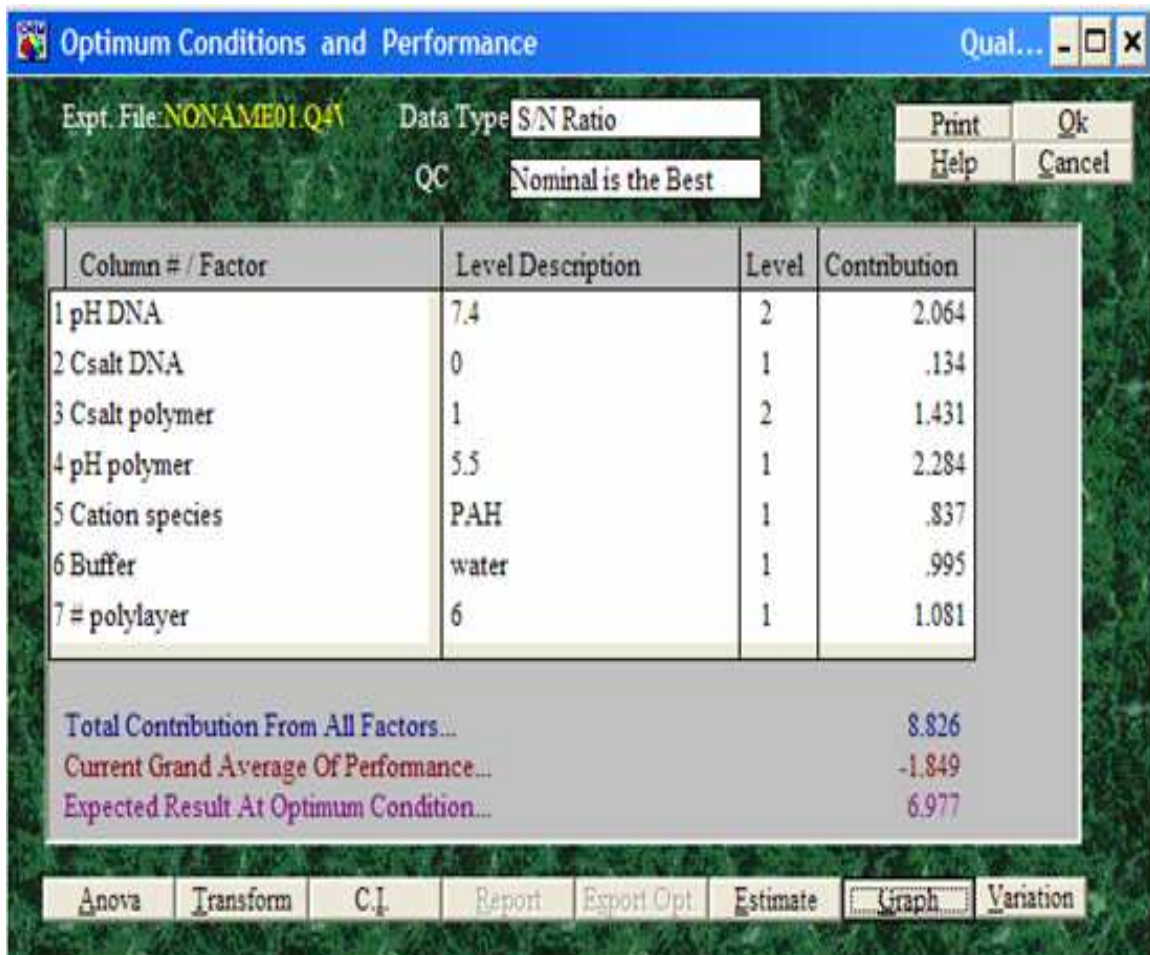 Optimum Conditions and Performance Qual...
Expt. File:NONAME01.Q4\ Data Type S/N Ratio
QC Nominal is the Best
Print Ok
Help Cancel
Column # / Factor Level Description Level Contribution
1 pH DNA 7.4 2 2.064
2 Csalt DNA 0 1 .134
3 Csalt polymer 1 2 1.431
4 pH polymer 5.5 1 2.284
5 Cation species PAH 1 .837
6 Buffer water 1 .995
7 # polylayer 6 1 1.081
Total Contribution From All Factors... 8.826
Current Grand Average Of Performance... -1.849
Expected Result At Optimum Condition... 6.977
Anova Transform C.I. Report Export Opt Estimate Graph Variation